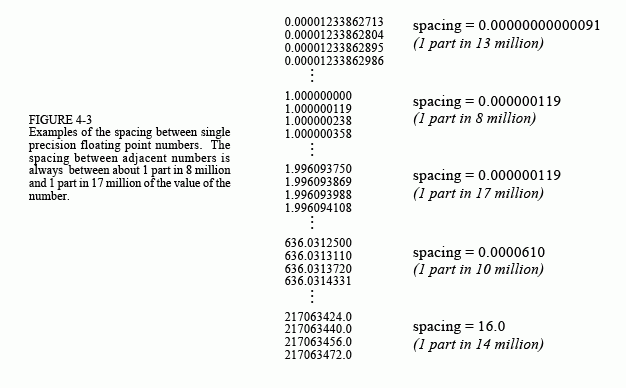 0.00001233862713
0.00001233862804
0.00001233862895
0.00001233862986
spacing = 0.00000000000091
(1 part in 13 million)
FIGURE 4-3
Examples of the spacing between single
precision floating point numbers. The
spacing between adjacent numbers is
always between about 1 part in 8 million
and 1 part in 17 million of the value of the
number.
1.000000000
1.000000119
1.000000238
1.000000358
spacing = 0.000000119
(1 part in 8 million)
1.996093750
1.996093869
1.996093988
1.996094108
spacing = 0.000000119
(1 part in 17 million)
636.0312500
636.0313110
636.0313720
636.0314331
spacing = 0.0000610
(1 part in 10 million)
217063424.0
217063440.0
217063456.0
217063472.0
spacing = 16.0
(1 part in 14 million)